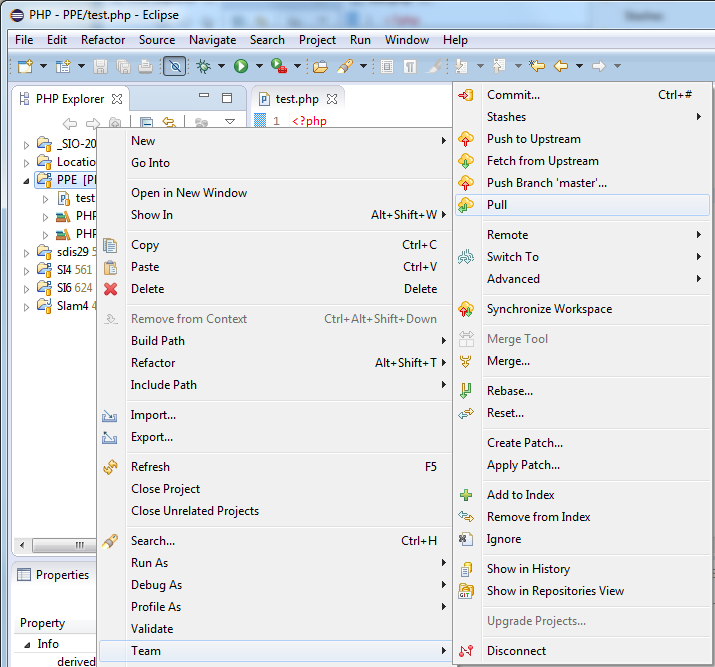 PHP - PPE/test.php - Eclipse
Stashes
File Edit Refactor Source Navigate Search Project Run Window Help
PHP Explorer
test.php
1 <?php
_SIO-20
Locatio
PPE [P
test
PHP
PHP
sdis29 5
SI4 561
SI6 624
Slam4 4
Properties
Property
Info
derived
New
Go Into
Open in New Window
Show In Alt+Shift+W
Copy Ctrl+C
Paste Ctrl+V
Delete Delete
Remove from Context Ctrl+Alt+Shift+Down
Build Path
Refactor Alt+Shift+T
Include Path
Import...
Export...
Refresh F5
Close Project
Close Unrelated Projects
Search... Ctrl+H
Run As
Debug As
Profile As
Validate
Team
Commit... Ctrl+#
Stashes
Push to Upstream
Fetch from Upstream
Push Branch 'master'...
Pull
Remote
Switch To
Advanced
Synchronize Workspace
Merge Tool
Merge...
Rebase...
Reset...
Create Patch...
Apply Patch...
Add to Index
Remove from Index
Ignore
Show in History
GIT Show in Repositories View
Upgrade Projects...
Disconnect